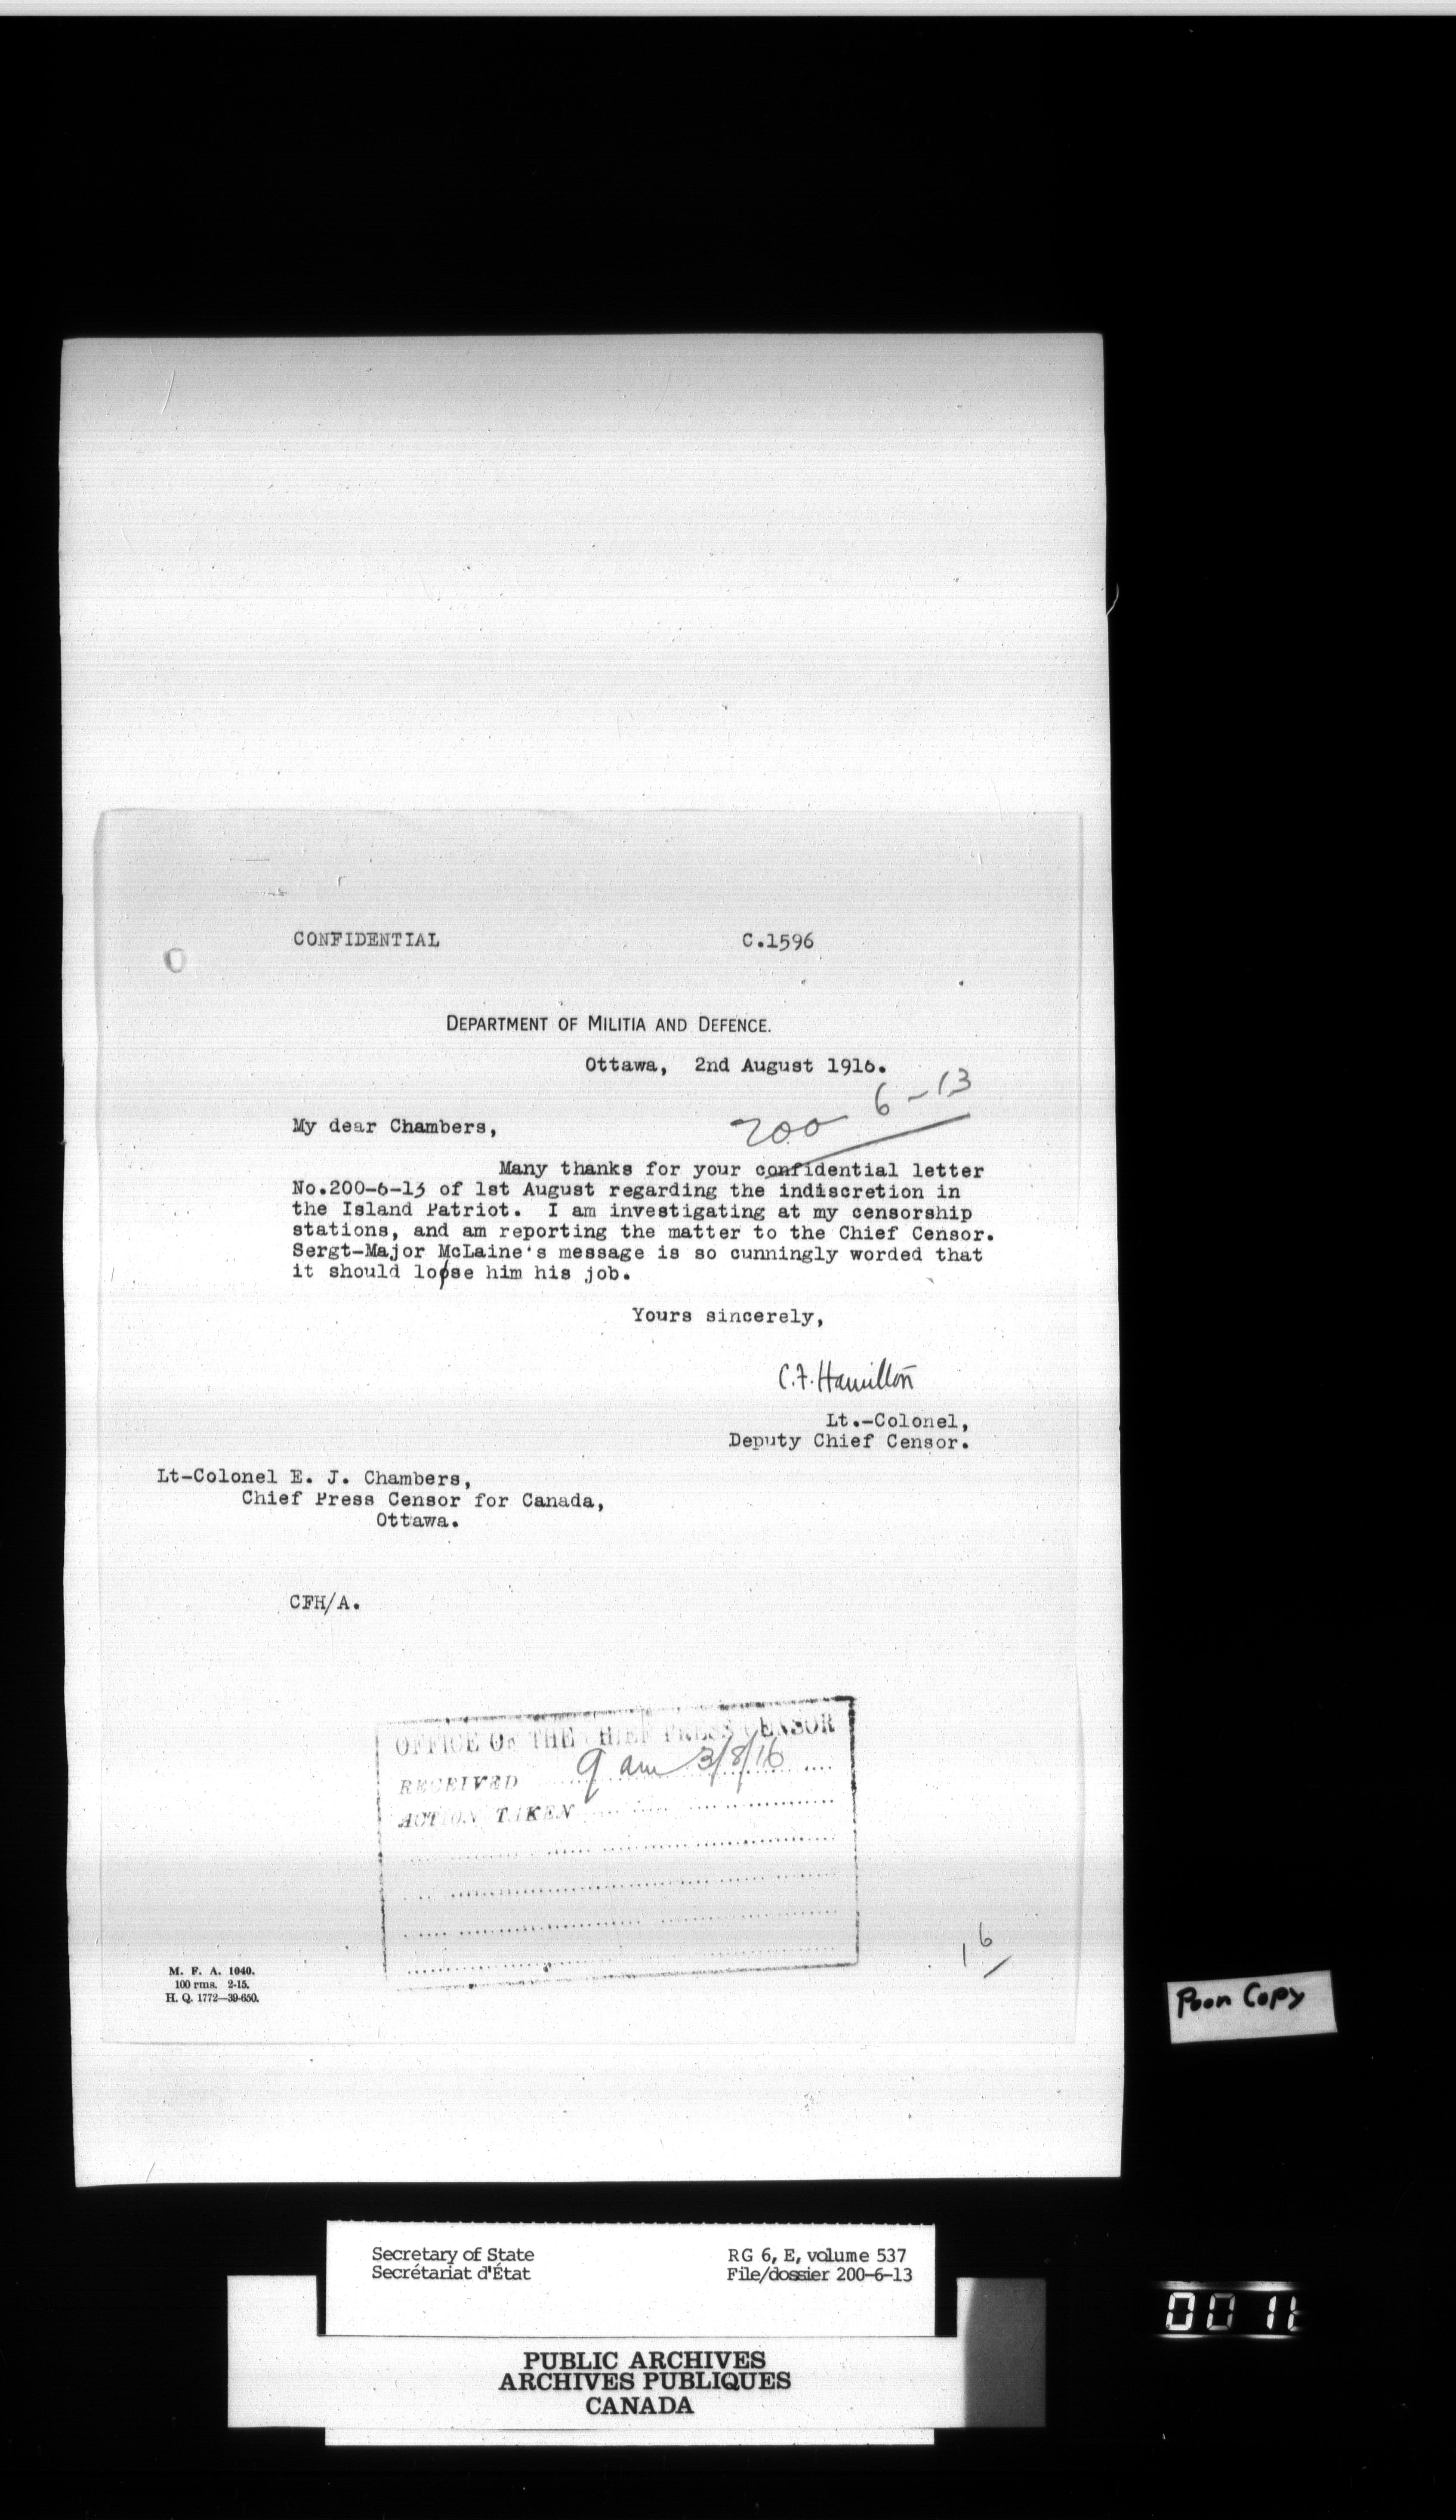 CONFIDENTIAL C.1596
DEPARTMENT OF MILITIA AND DEFENCE.
Ottawa, 2nd August 1916.
200-6-13
My dear Chambers,
Many thanks for your confidential letter
No.200-6-13 of 1st August regarding the indiscretion in
the Island Patriot. I am investigating at my censorship
stations, and am reporting the matter to the Chief Censor.
Sergt-Major McLaine's message is so cunningly worded that
it should lose him his job.
Yours sincerely,
C.F. Hamilton
Lt.-Colonel,
Deputy Chief Censor.
Lt-Colonel E. J. Chambers,
Chief Press Censor for Canada,
Ottawa.
CFH/A.
OFFICE OF THE CHIEF PRESS CENSOR
RECEIVED 9 am 3/8/16
ACTION TAKEN
16
M. F. A. 1040.
100 rms. 2-15.
H. Q. 1772—39-650.
Poor Copy
Secretary of State RG 6, E, volume 537
Secrétariat d'État File/dossier 200-6-13
PUBLIC ARCHIVES
ARCHIVES PUBLIQUES
CANADA